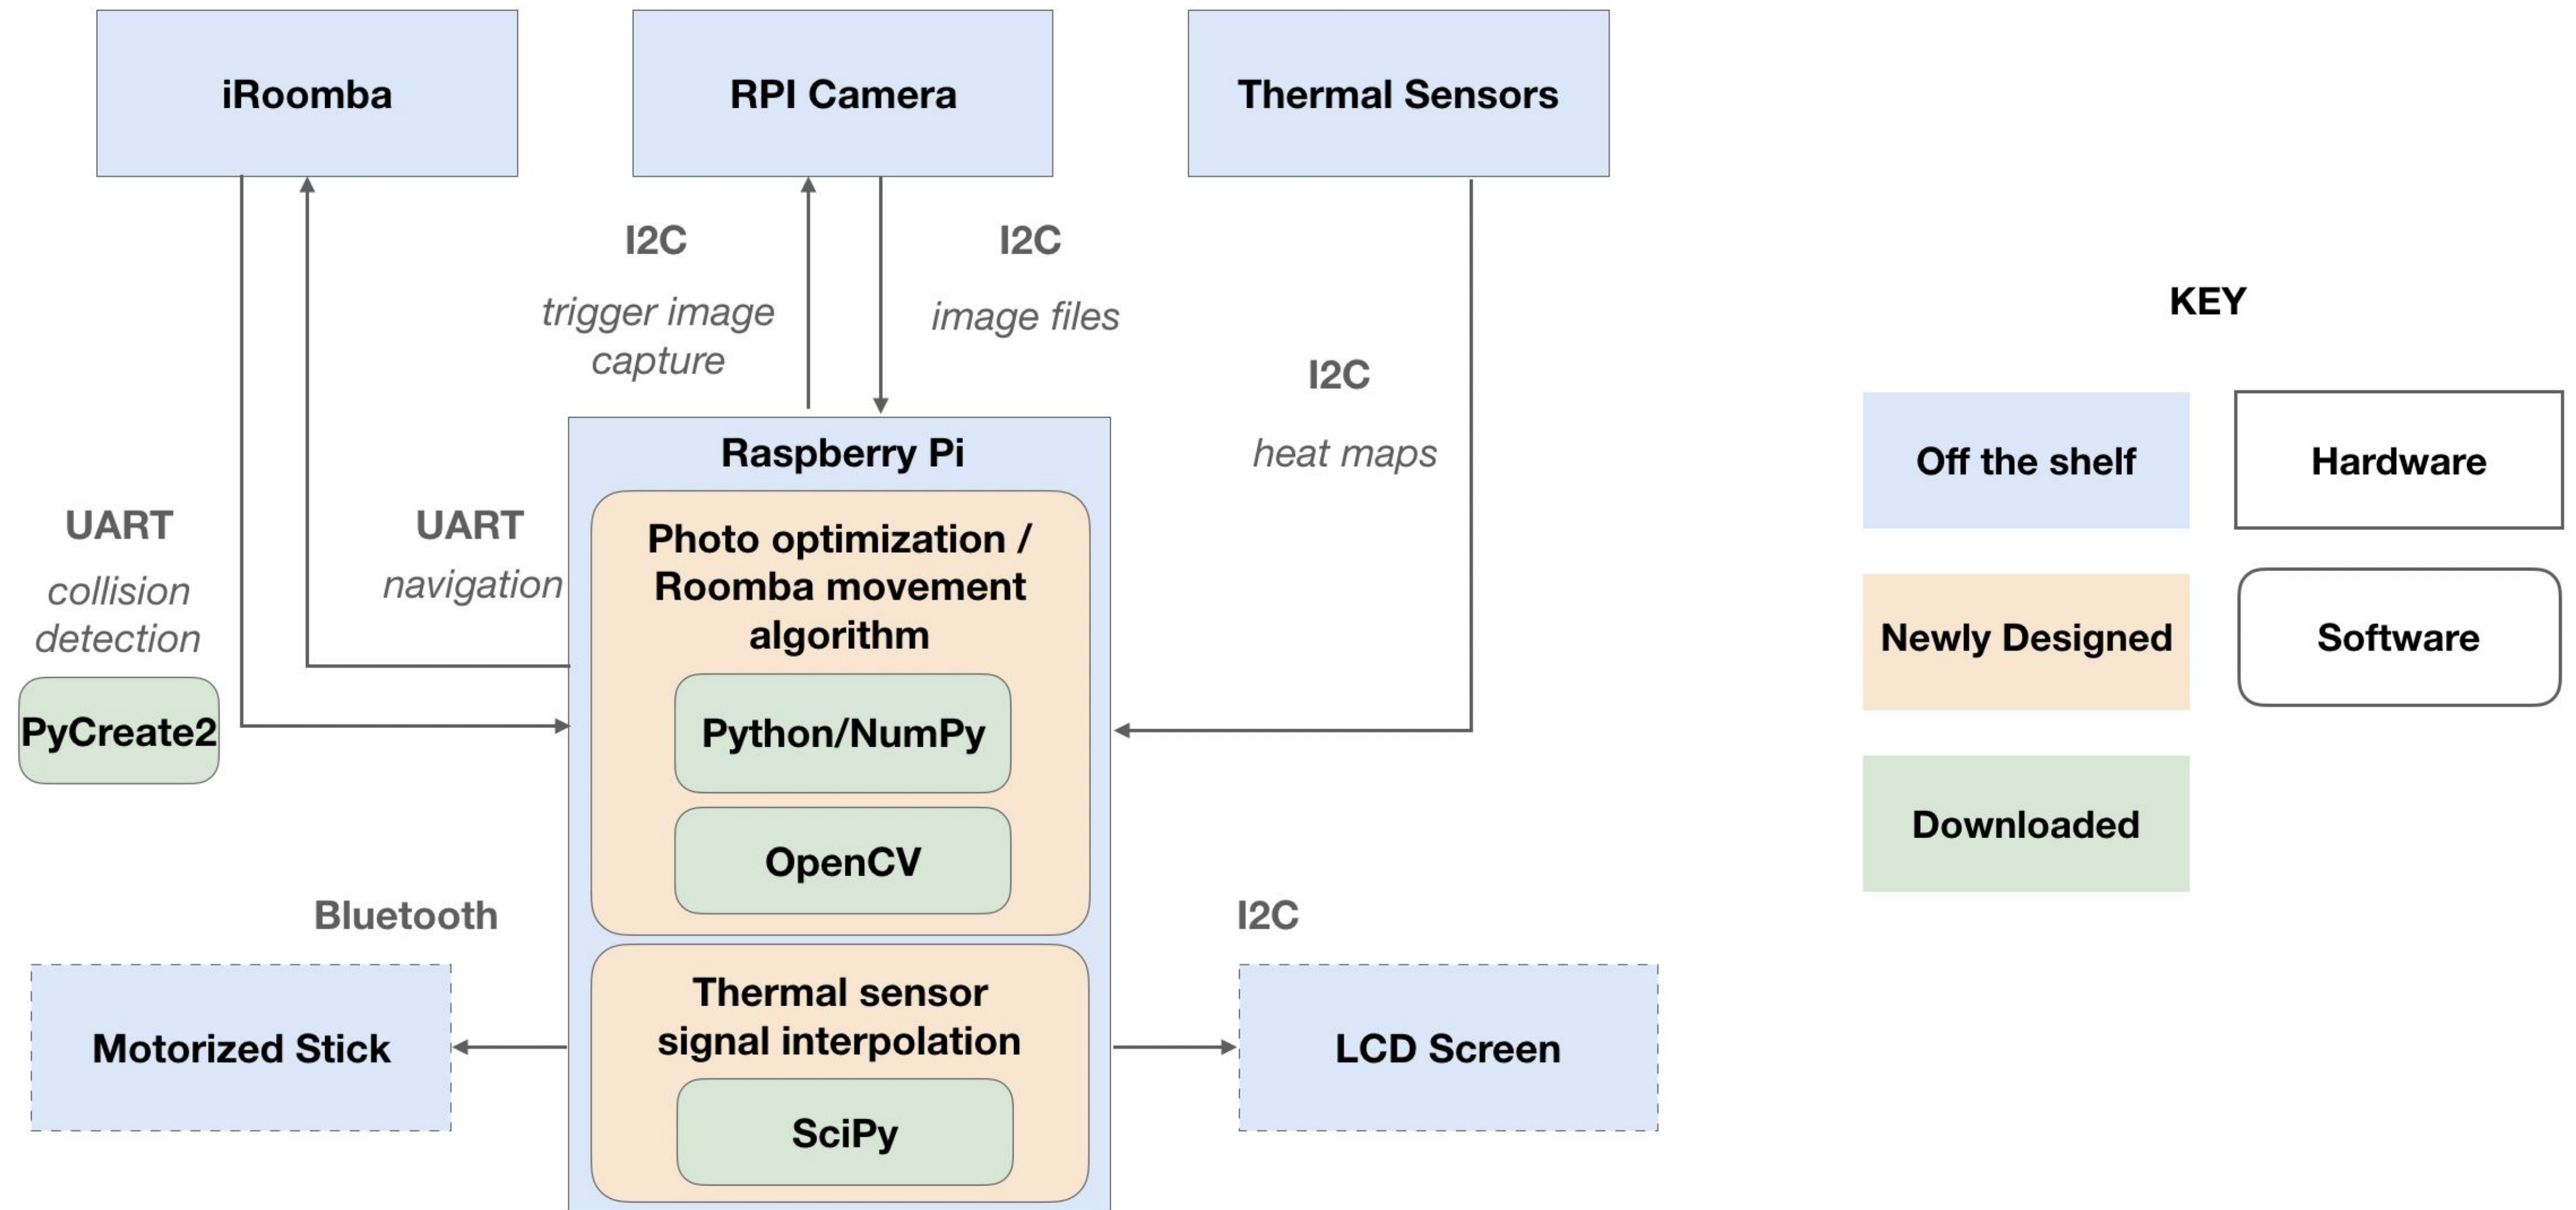 iRoomba
RPI Camera
Thermal Sensors
I2C
trigger image
capture
I2C
image files
I2C
heat maps
UART
collision
detection
PyCreate2
UART
navigation
Raspberry Pi
Photo optimization /
Roomba movement
algorithm
Python/NumPy
OpenCV
Thermal sensor
signal interpolation
SciPy
Bluetooth
Motorized Stick
I2C
LCD Screen
KEY
Off the shelf
Hardware
Newly Designed
Software
Downloaded